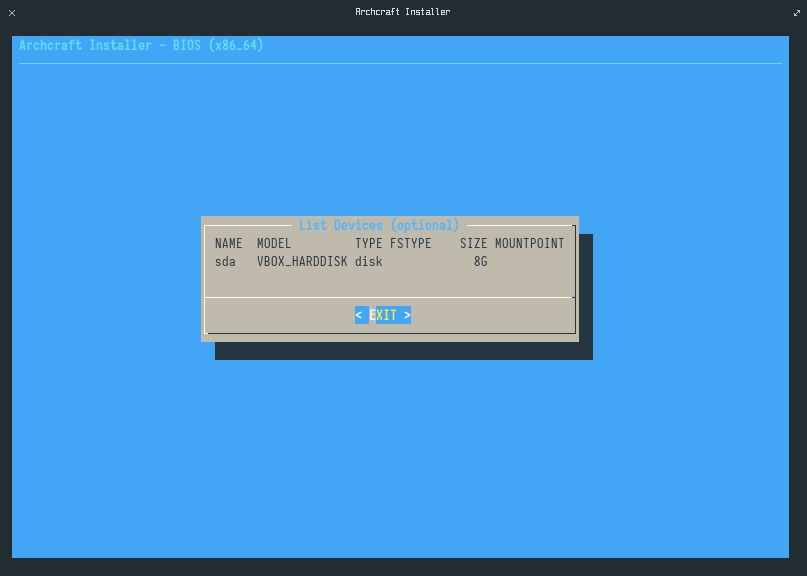 Archcraft Installer
Archcraft Installer - BIOS (x86_64)
List Devices (optional)
NAME MODEL TYPE FSTYPE SIZE MOUNTPOINT
sda VBOX_HARDDISK disk 8G
< EXIT >